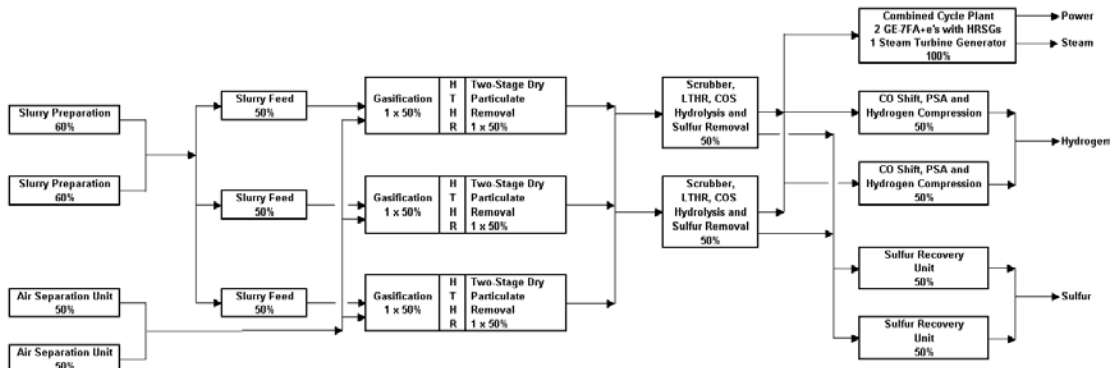 Combined Cycle Plant
2 GE-7FA+e's with HRSGs
1 Steam Turbine Generator
100%
Power
Steam
Slurry Preparation
60%
Slurry Preparation
60%
Air Separation Unit
50%
Air Separation Unit
50%
Slurry Feed
50%
Slurry Feed
50%
Slurry Feed
50%
Gasification
1 x 50%
H
T
H
R
Two-Stage Dry
Particulate
Removal
1 x 50%
Gasification
1 x 50%
H
T
H
R
Two-Stage Dry
Particulate
Removal
1 x 50%
Gasification
1 x 50%
H
T
H
R
Two-Stage Dry
Particulate
Removal
1 x 50%
Scrubber,
LTHR, COS
Hydrolysis and
Sulfur Removal
50%
Scrubber,
LTHR, COS
Hydrolysis and
Sulfur Removal
50%
CO Shift, PSA and
Hydrogen Compression
50%
CO Shift, PSA and
Hydrogen Compression
50%
Hydrogen
Sulfur Recovery
Unit
50%
Sulfur Recovery
Unit
50%
Sulfur